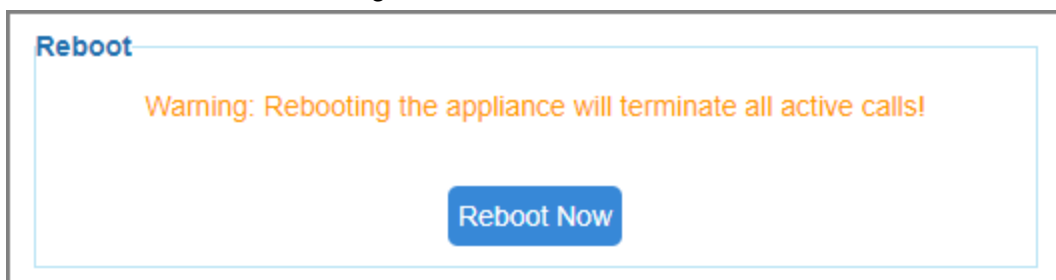 Reboot
Warning: Rebooting the appliance will terminate all active calls!
Reboot Now